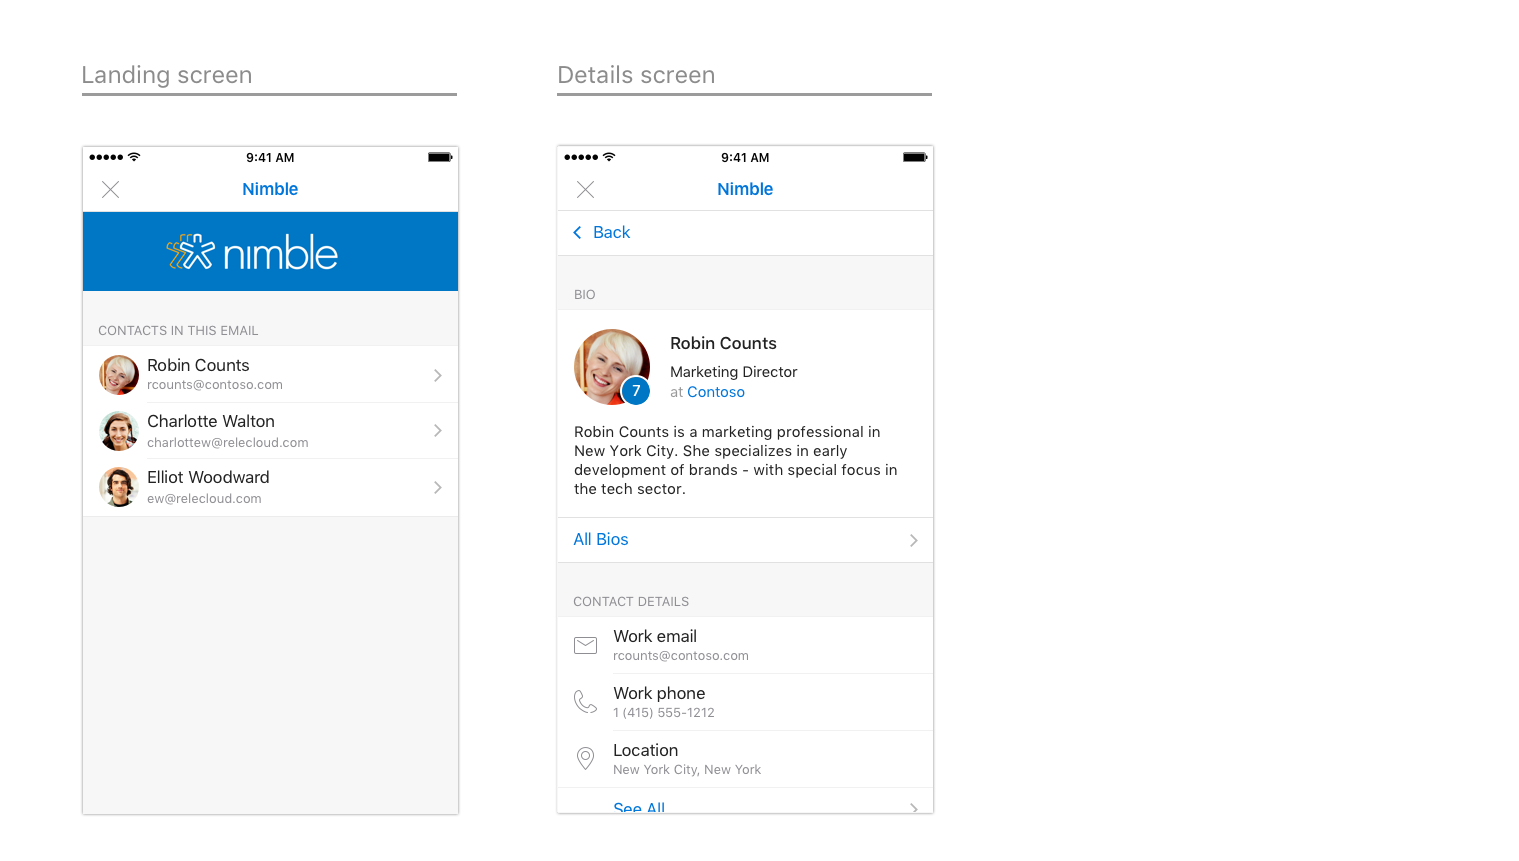 Landing screen
9:41 AM
Nimble
nimble
CONTACTS IN THIS EMAIL
Robin Counts
rcounts@contoso.com
Charlotte Walton
charlottew@relecloud.com
Elliot Woodward
ew@relecloud.com
Details screen
9:41 AM
Nimble
Back
BIO
Robin Counts
7
Marketing Director
at Contoso
Robin Counts is a marketing professional in
New York City. She specializes in early
development of brands - with special focus in
the tech sector.
All Bios
CONTACT DETAILS
Work email
rcounts@contoso.com
Work phone
1 (415) 555-1212
Location
New York City, New York
See All